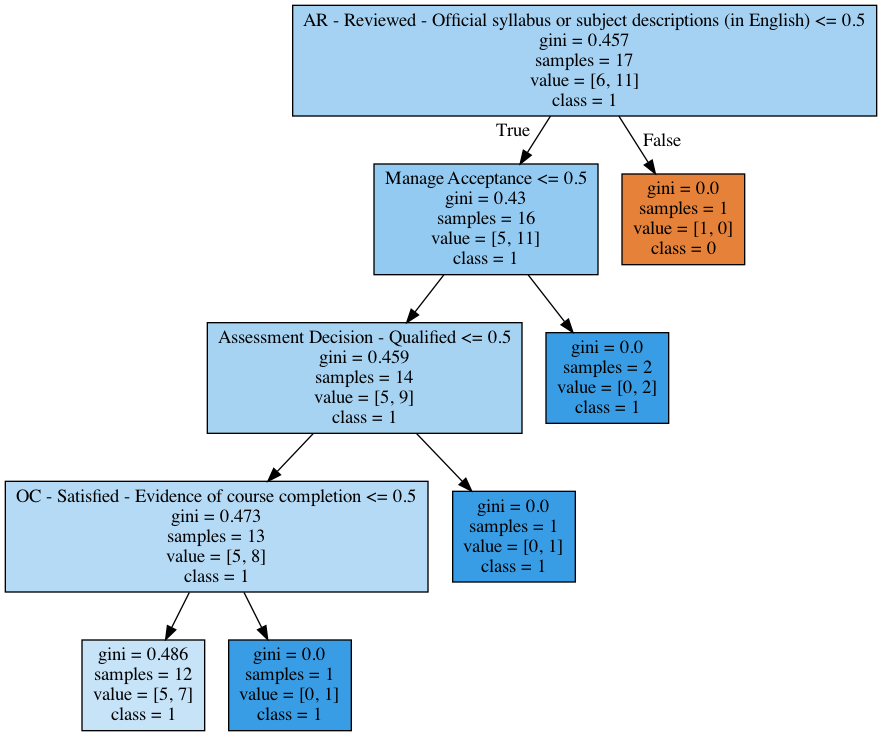 AR - Reviewed - Official syllabus or subject descriptions (in English) <= 0.5
gini = 0.457
samples = 17
value = [6, 11]
class = 1
True
False
Manage Acceptance <= 0.5
gini = 0.43
samples = 16
value = [5, 11]
class = 1
gini = 0.0
samples = 1
value = [1, 0]
class = 0
Assessment Decision - Qualified <= 0.5
gini = 0.459
samples = 14
value = [5, 9]
class = 1
gini = 0.0
samples = 2
value = [0, 2]
class = 1
OC - Satisfied - Evidence of course completion <= 0.5
gini = 0.473
samples = 13
value = [5, 8]
class = 1
gini = 0.0
samples = 1
value = [0, 1]
class = 1
gini = 0.486
samples = 12
value = [5, 7]
class = 1
gini = 0.0
samples = 1
value = [0, 1]
class = 1